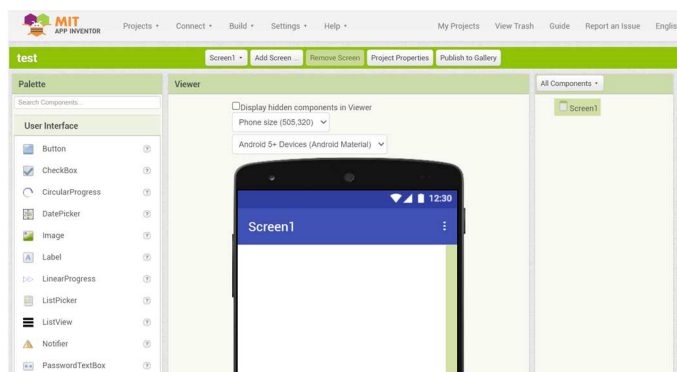 MIT
APP INVENTOR
Projects
Connect
Build
Settings
Help
My Projects
View Trash
Guide
Report an Issue
Englis
test
Screen1
Add Screen ...
Remove Screen
Project Properties
Publish to Gallery
Palette
Search Components...
User Interface
Button
?
CheckBox
?
CircularProgress
?
DatePicker
?
Image
?
A
Label
?
LinearProgress
?
ListPicker
?
ListView
?
Notifier
?
PasswordTextBox
?
Viewer
Display hidden components in Viewer
Phone size (505,320)
Android 5+ Devices (Android Material)
12:30
Screen1
All Components
Screen1